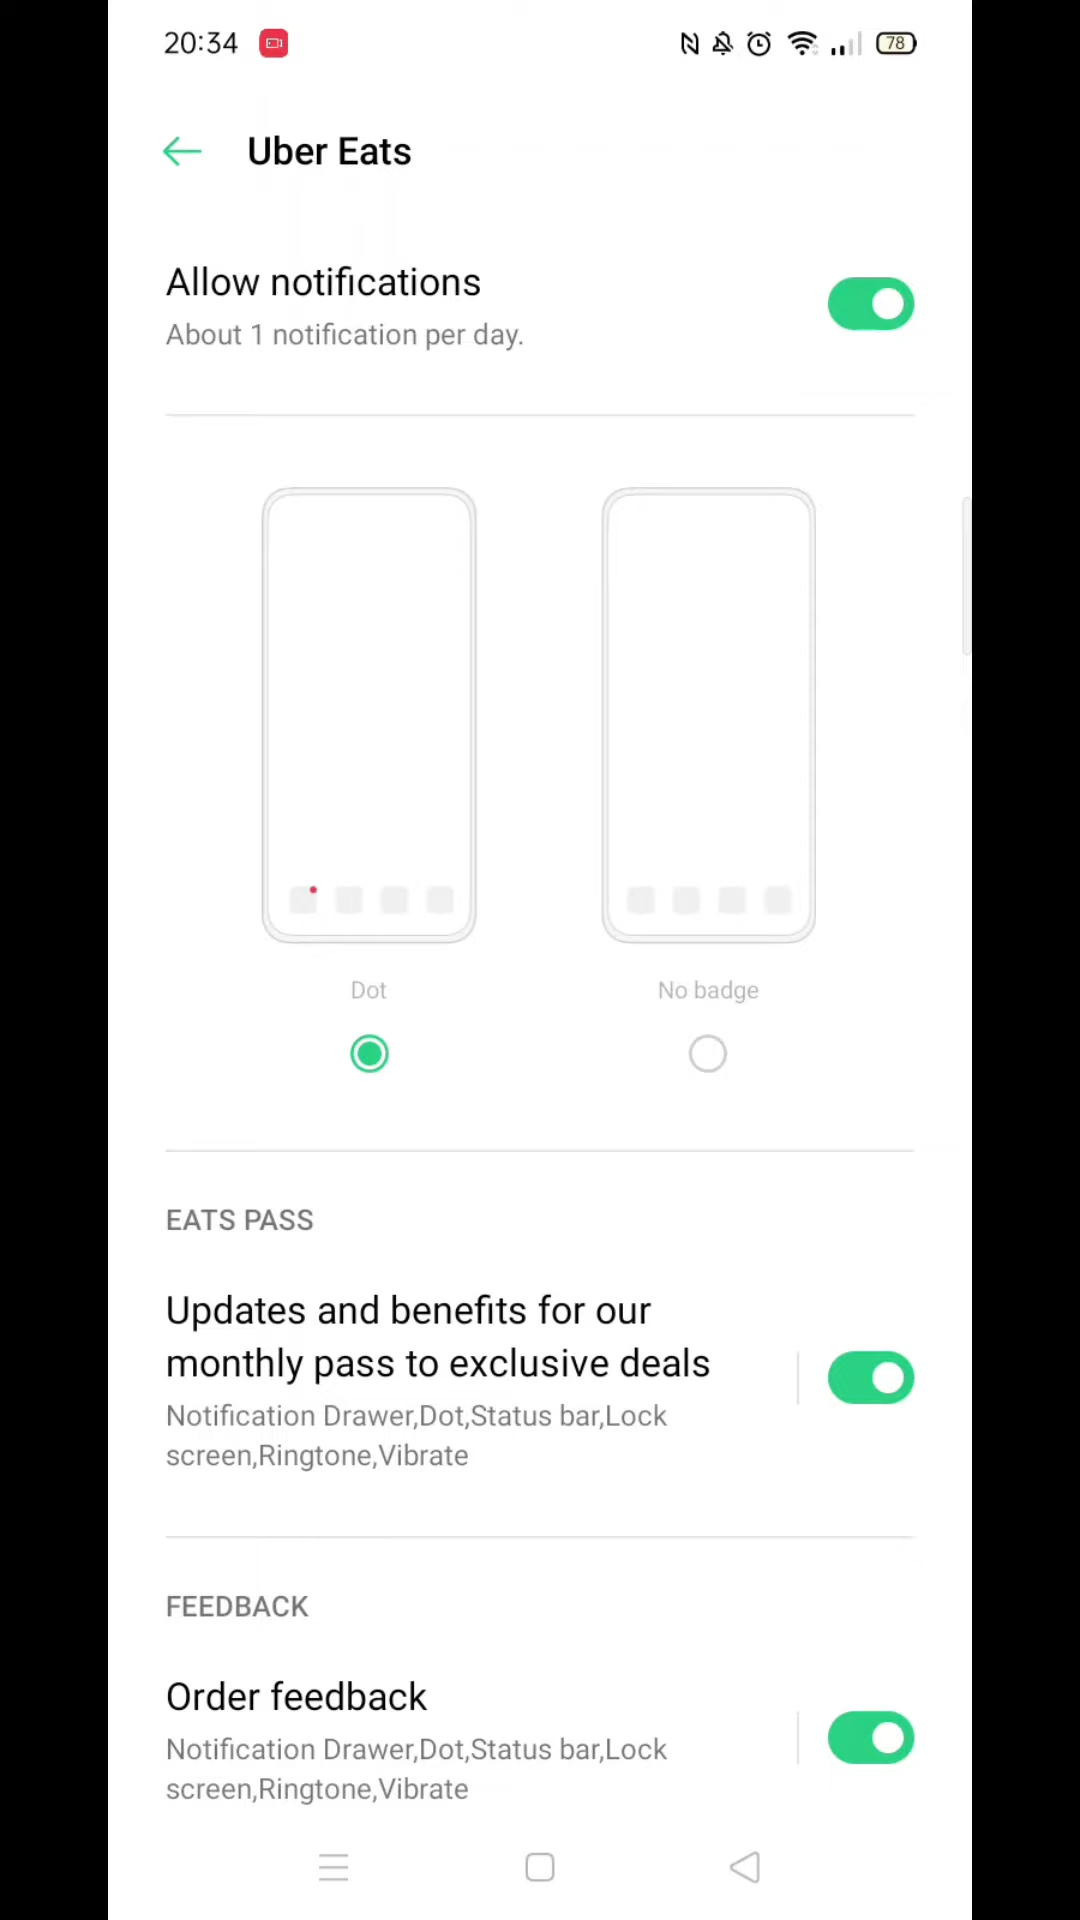 20:34
78
Uber Eats
Allow notifications
About 1 notification per day.
Dot
No badge
EATS PASS
Updates and benefits for our
monthly pass to exclusive deals
Notification Drawer,Dot,Status bar,Lock
screen,Ringtone,Vibrate
FEEDBACK
Order feedback
Notification Drawer,Dot,Status bar,Lock
screen,Ringtone,Vibrate